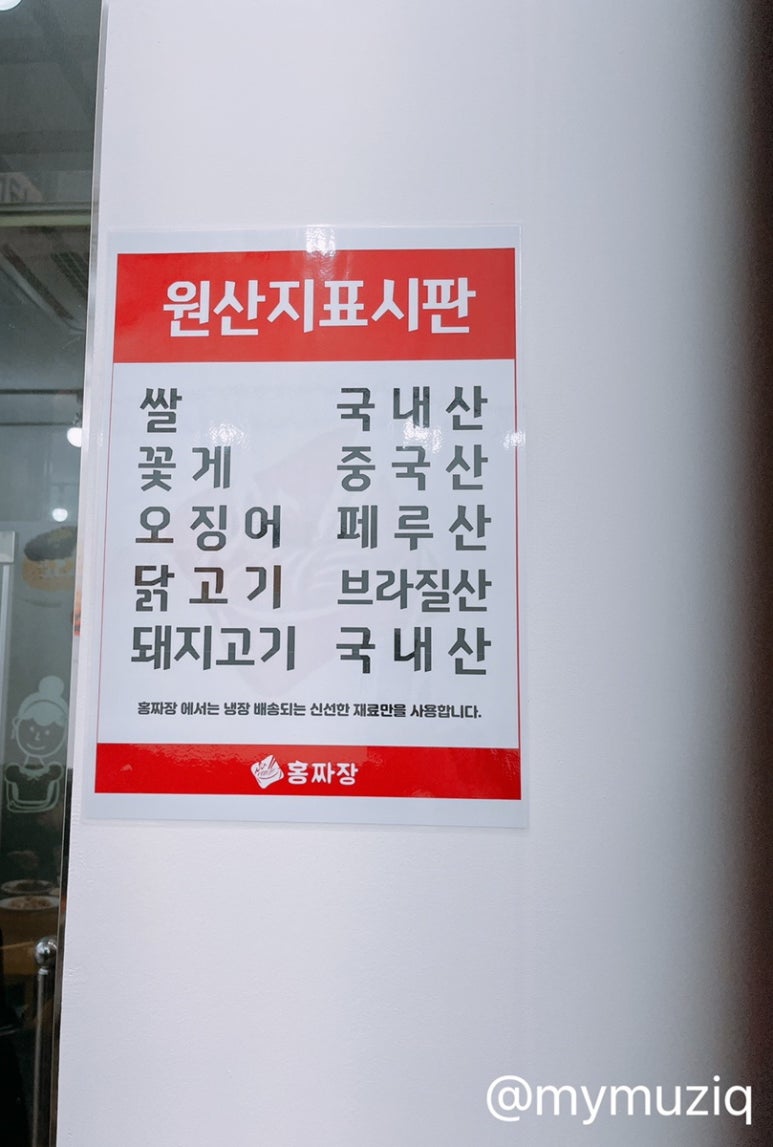 원산지표시판
쌀 국내산
꽃게 중국산
오징어 페루산
닭고기 브라질산
돼지고기 국내산
홍짜장 에서는 냉장 배송되는 신선한 재료만을 사용합니다.
홍짜장
@mymuziq